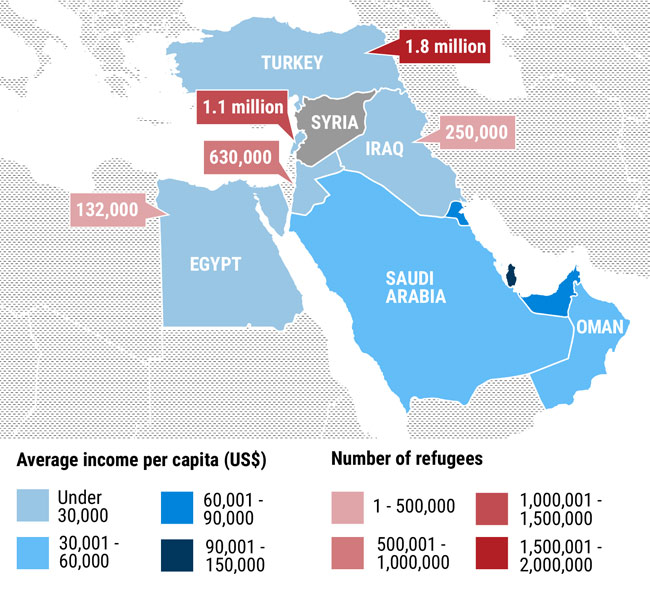 1.8 million
TURKEY
1.1 million
SYRIA
250,000
630,000
IRAQ
132,000
EGYPT
SAUDI
ARABIA
OMAN
Average income per capita (US$)
Under
30,000
60,001 -
90,000
30,001 -
60,000
90,001 -
150,000
Number of refugees
1 - 500,000
1,000,001 -
1,500,000
500,001 -
1,000,000
1,500,001 -
2,000,000